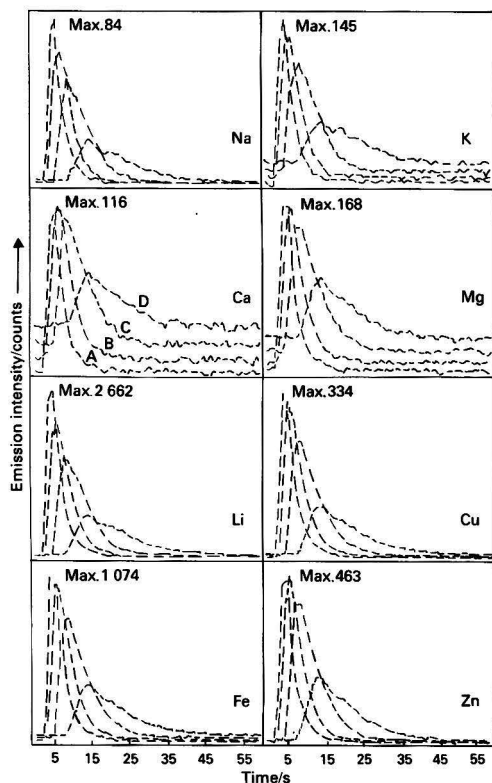 Max.84
Na
Max.145
K
Max.116
D
C
B
A
Ca
Max.168
Mg
Max.2 662
Li
Max.334
Cu
Max.1 074
Fe
Max.463
Zn
Emission intensity/counts
5 15 25 35 45 55
5 15 25 35 45 55
Time/s